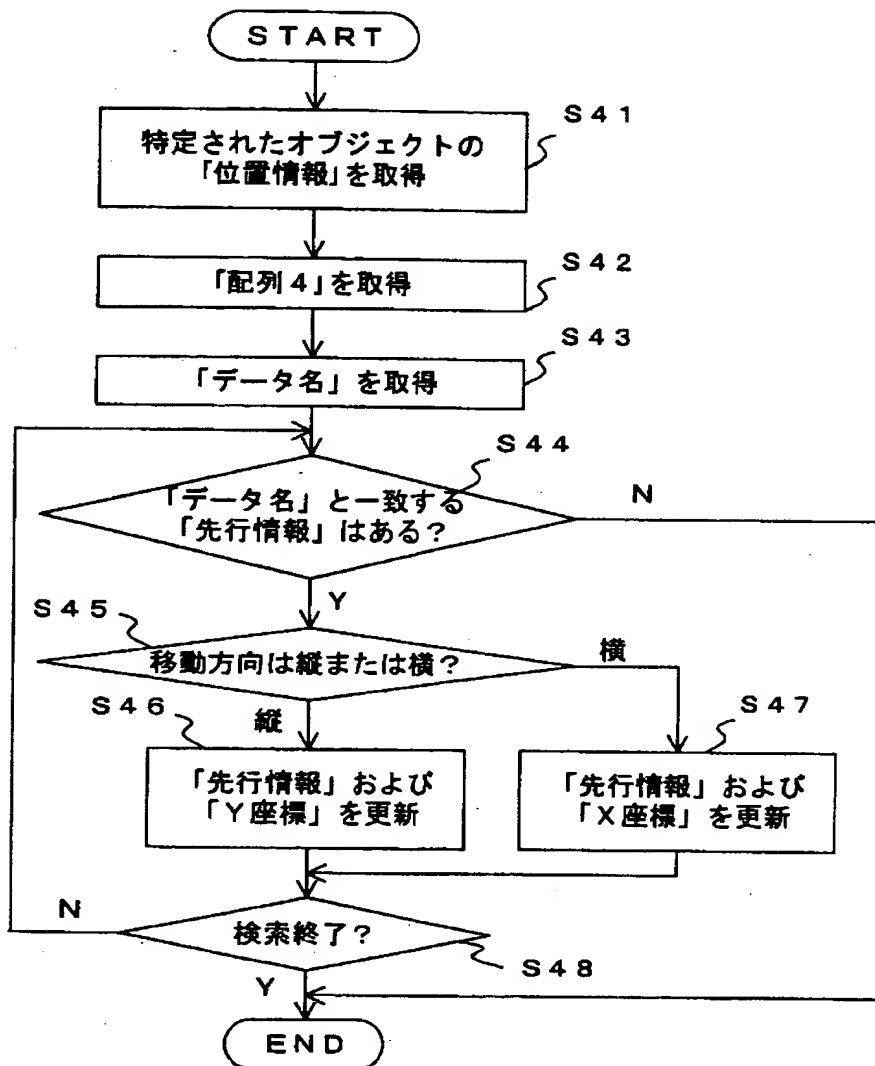 START
S41
特定されたオブジェクトの
「位置情報」を取得
S42
「配列4」を取得
S43
「データ名」を取得
S44
「データ名」と一致する
「先行情報」はある?
N
Y
S45
移動方向は縦または横?
横
縦
S46
「先行情報」および
「Y座標」を更新
S47
「先行情報」および
「X座標」を更新
N
検索終了?
S48
Y
END